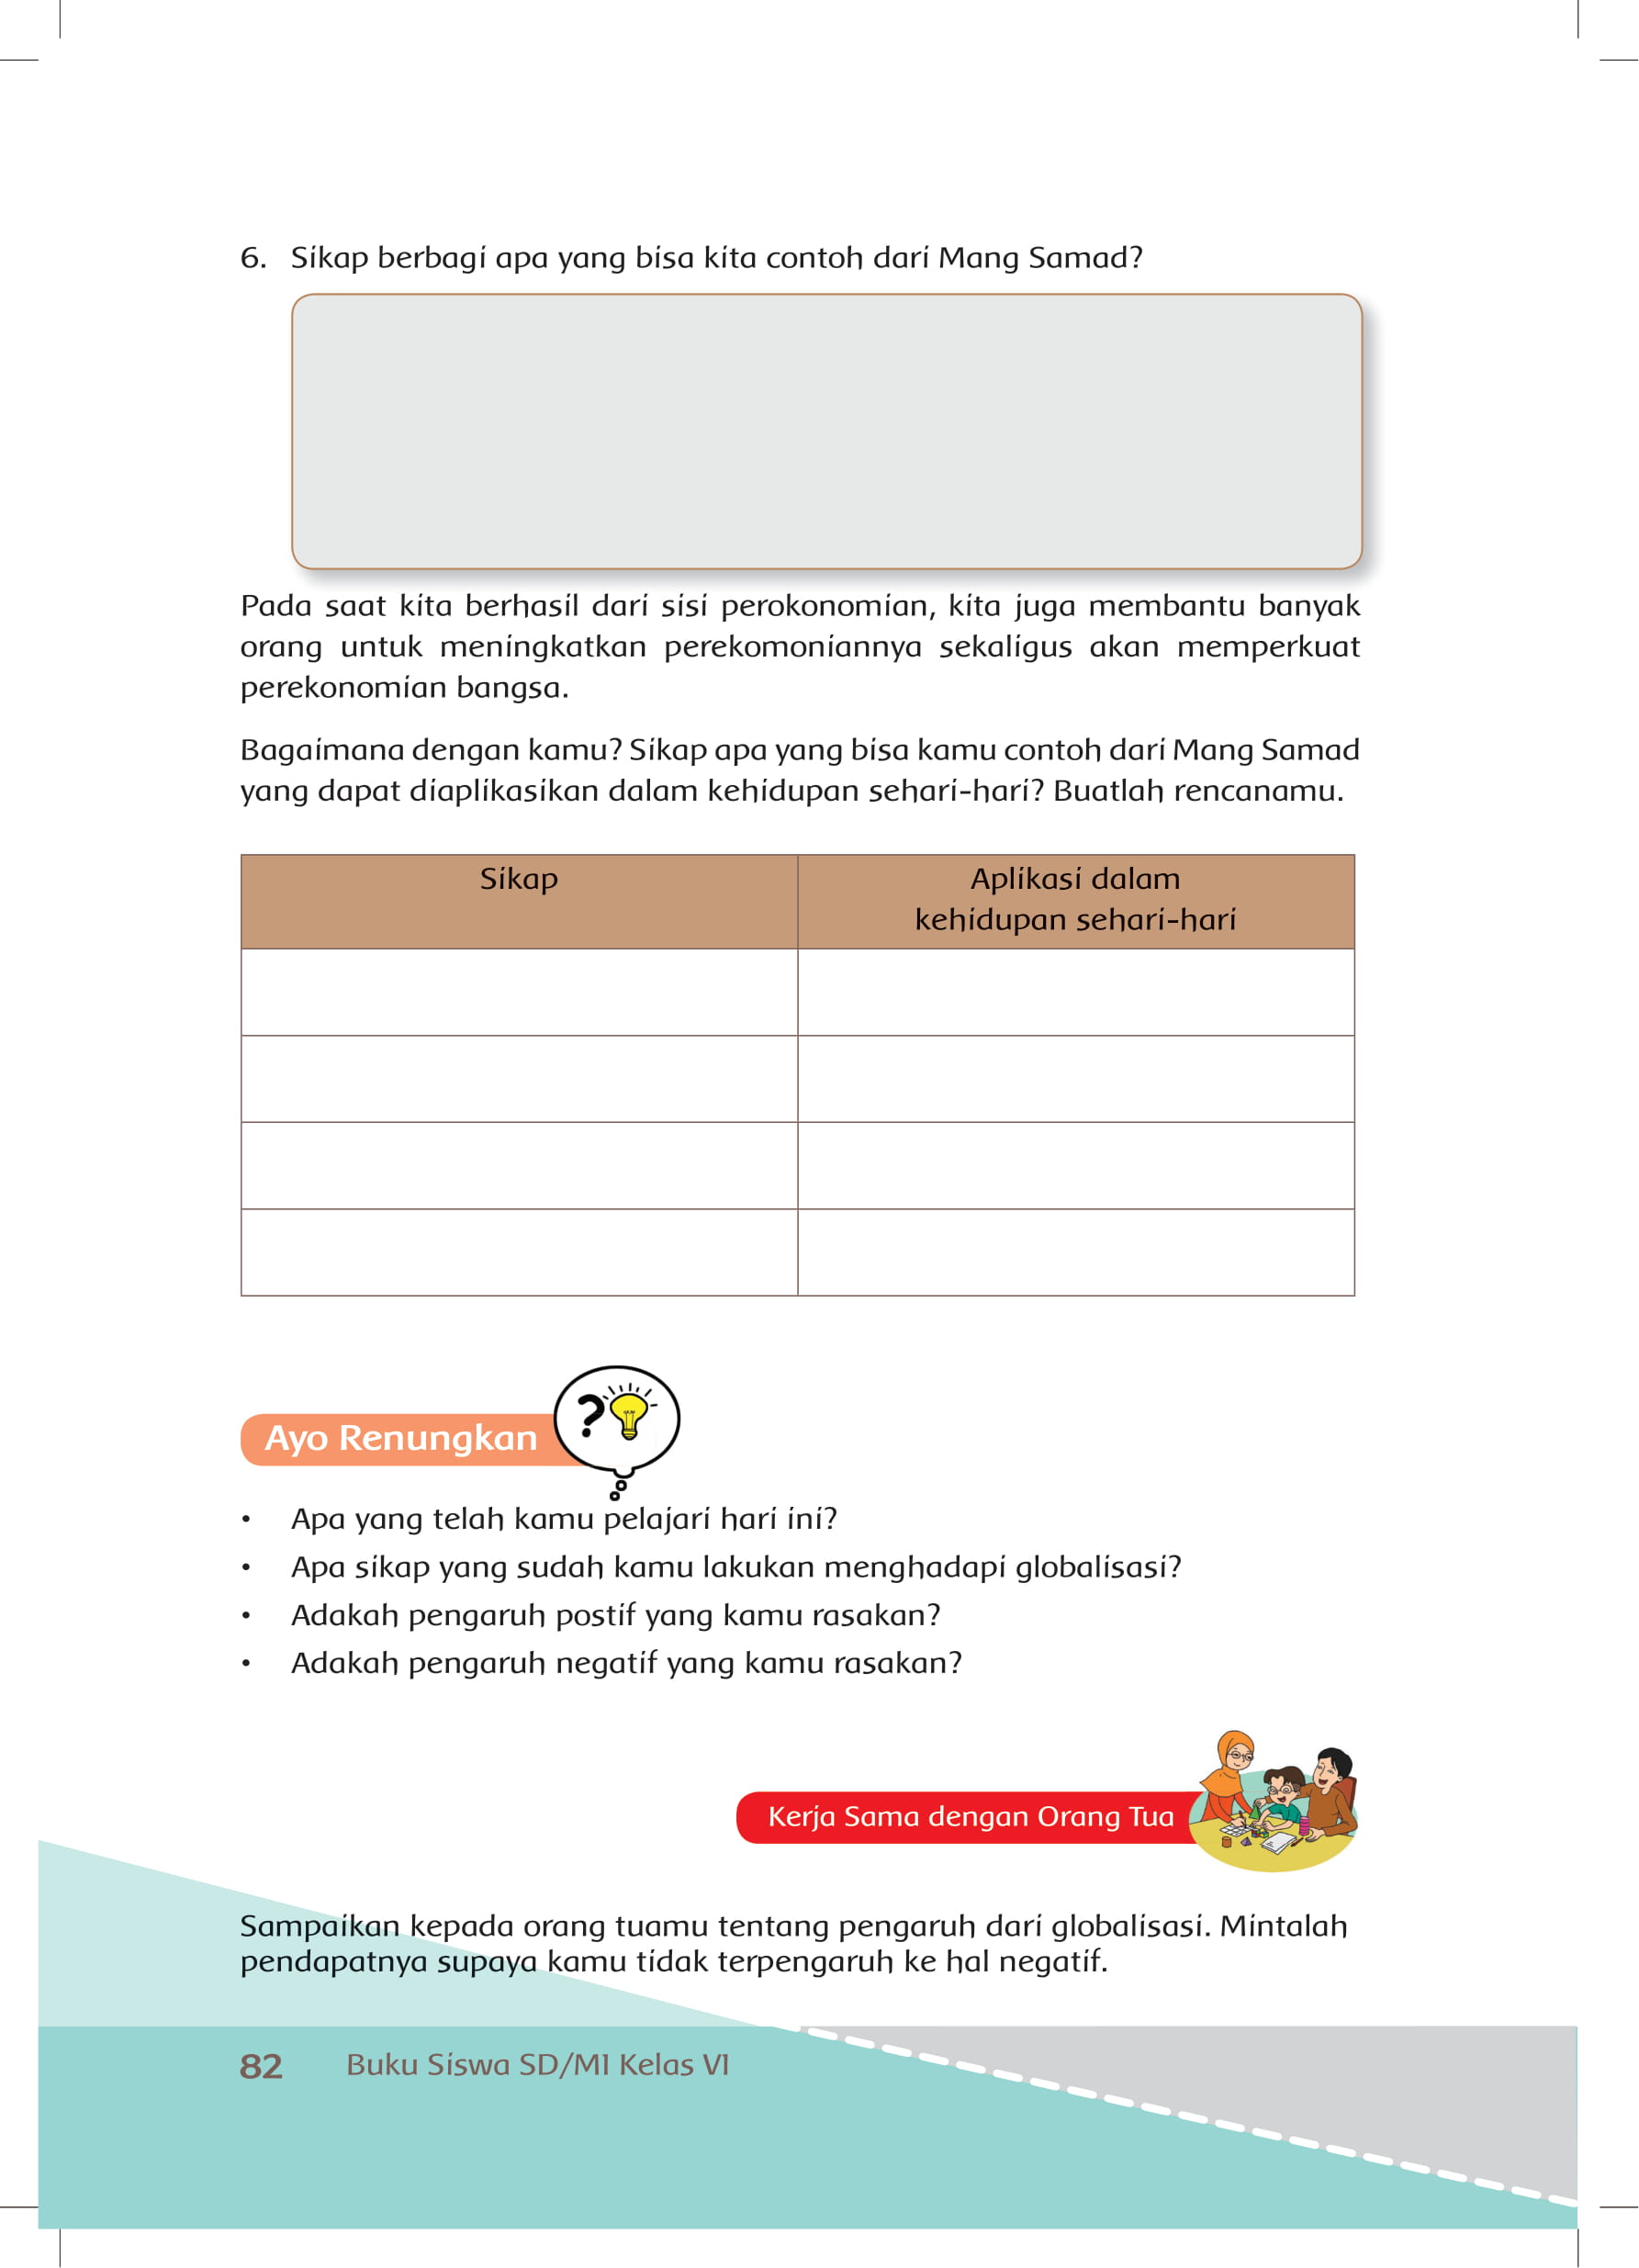 6. Sikap berbagi apa yang bisa kita contoh dari Mang Samad?
Pada saat kita berhasil dari sisi perokonomian, kita juga membantu banyak
orang untuk meningkatkan perekomoniannya sekaligus akan memperkuat
perekonomian bangsa.
Bagaimana dengan kamu? Sikap apa yang bisa kamu contoh dari Mang Samad
yang dapat diaplikasikan dalam kehidupan sehari-hari? Buatlah rencanamu.
Sikap
Aplikasi dalam
kehidupan sehari-hari
Ayo Renungkan
?
• Apa yang telah kamu pelajari hari ini?
• Apa sikap yang sudah kamu lakukan menghadapi globalisasi?
• Adakah pengaruh postif yang kamu rasakan?
• Adakah pengaruh negatif yang kamu rasakan?
Kerja Sama dengan Orang Tua
Sampaikan kepada orang tuamu tentang pengaruh dari globalisasi. Mintalah
pendapatnya supaya kamu tidak terpengaruh ke hal negatif.
82 Buku Siswa SD/MI Kelas VI